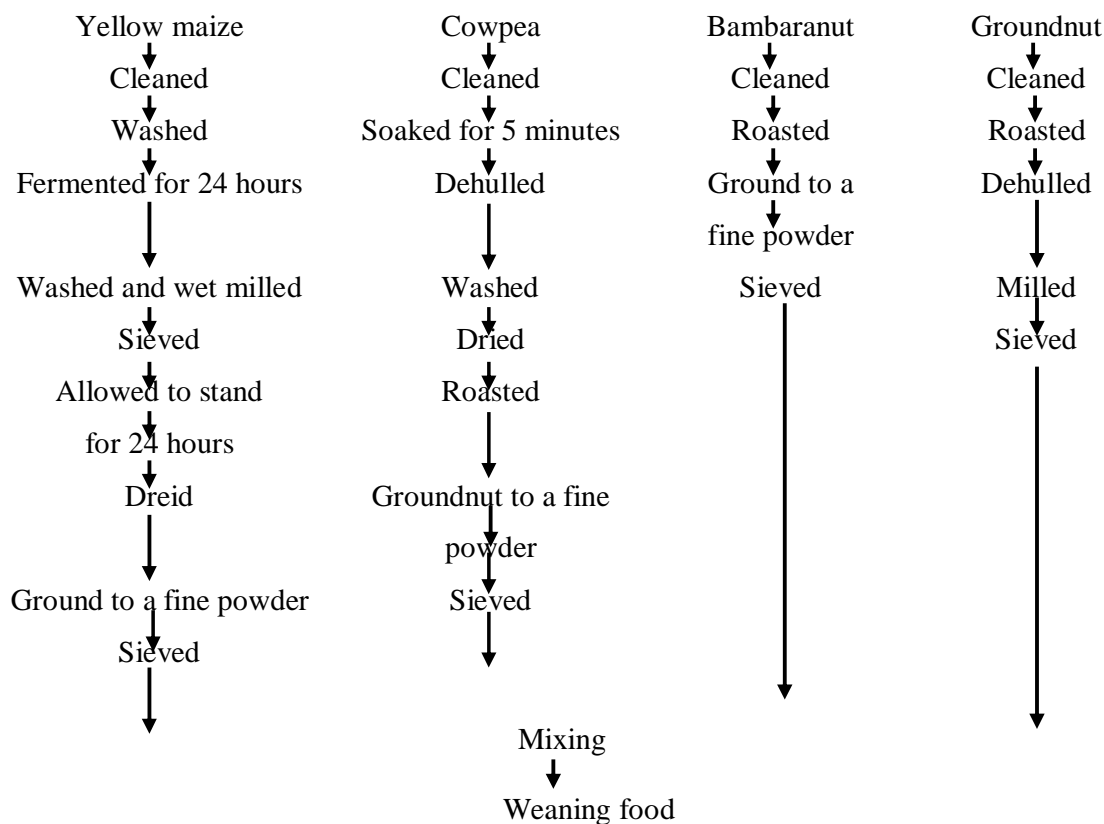 Yellow maize
Cleaned
Washed
Fermented for 24 hours
Washed and wet milled
Sieved
Allowed to stand
for 24 hours
Dreid
Ground to a fine powder
Sieved
Cowpea
Cleaned
Soaked for 5 minutes
Dehulled
Washed
Dried
Roasted
Groundnut to a fine
powder
Sieved
Bambaranut
Cleaned
Roasted
Ground to a
fine powder
Sieved
Groundnut
Cleaned
Roasted
Dehulled
Milled
Sieved
Mixing
Weaning food